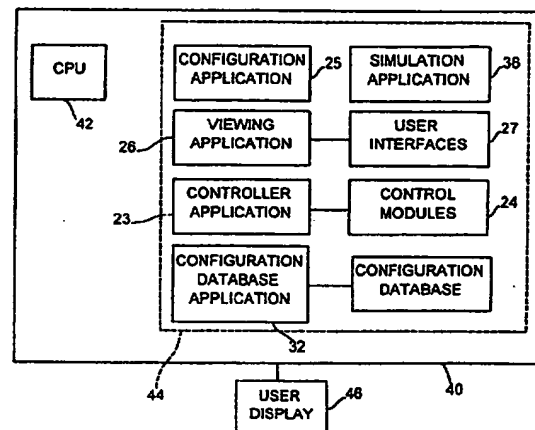 CPU
42
CONFIGURATION
APPLICATION
25
SIMULATION
APPLICATION
38
26
VIEWING
APPLICATION
USER
INTERFACES
27
23
CONTROLLER
APPLICATION
CONTROL
MODULES
24
CONFIGURATION
DATABASE
APPLICATION
32
CONFIGURATION
DATABASE
44
40
USER
DISPLAY
46